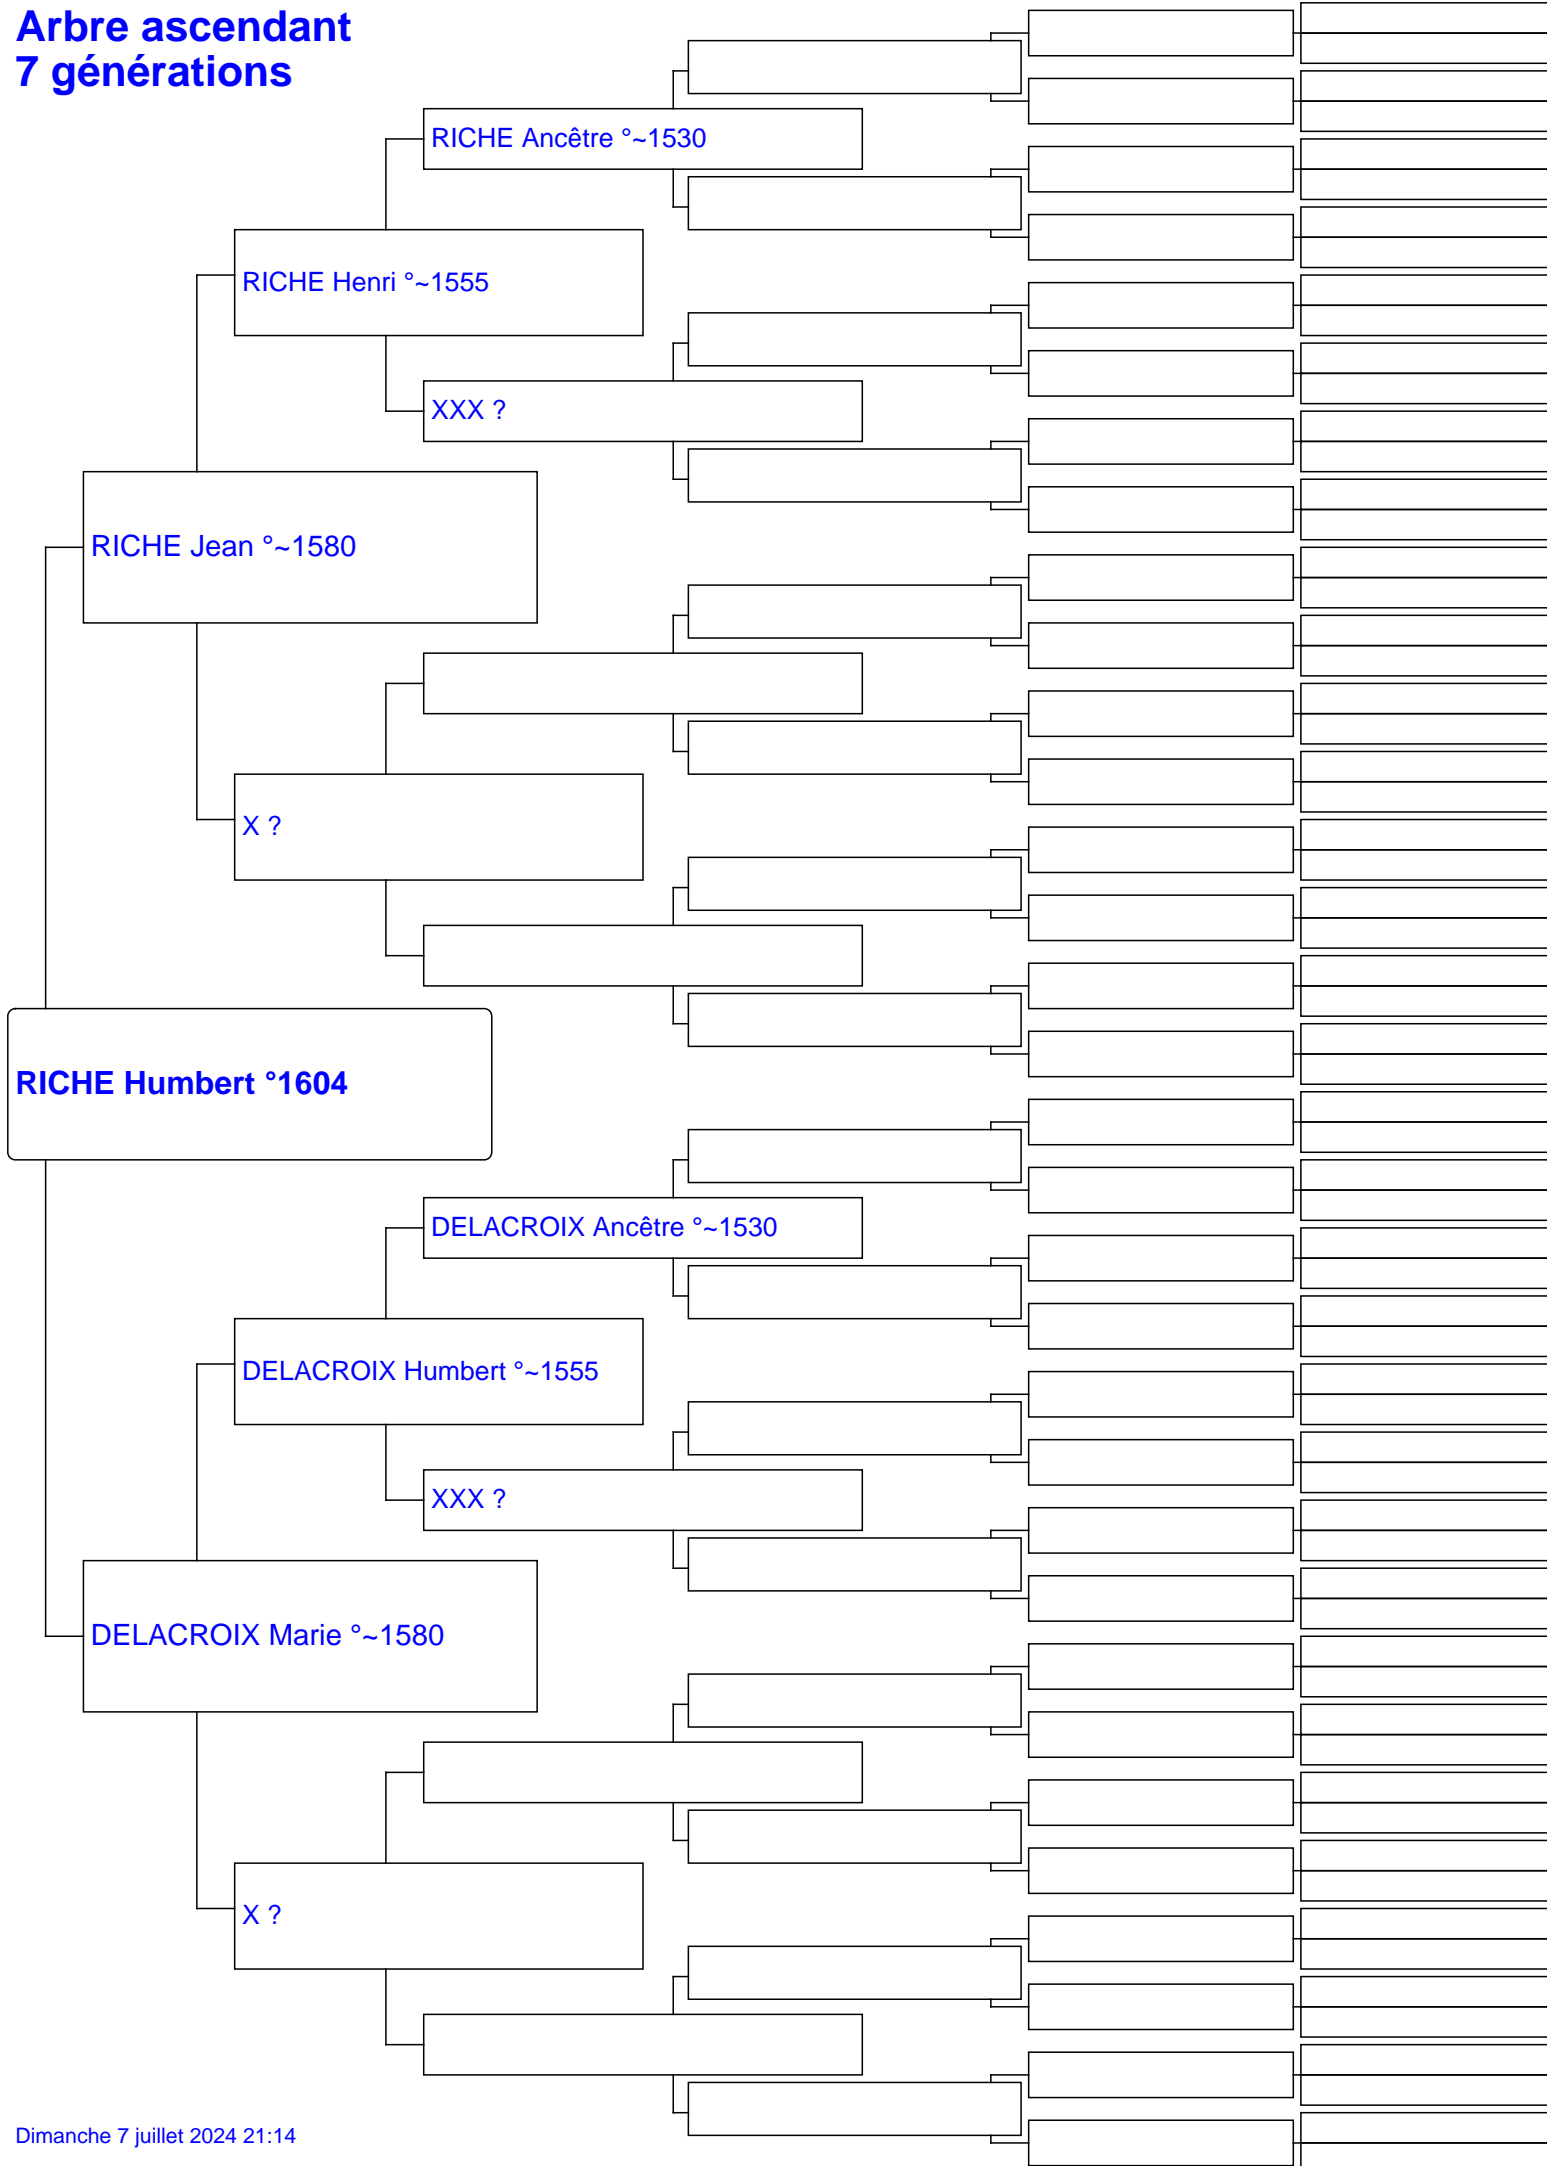 Arbre ascendant
7 générations
RICHE Ancêtre °~1530
RICHE Henri °~1555
XXX ?
RICHE Jean °~1580
X ?
RICHE Humbert °1604
DELACROIX Ancêtre °~1530
DELACROIX Humbert °~1555
XXX ?
DELACROIX Marie °~1580
X ?
Dimanche 7 juillet 2024 21:14